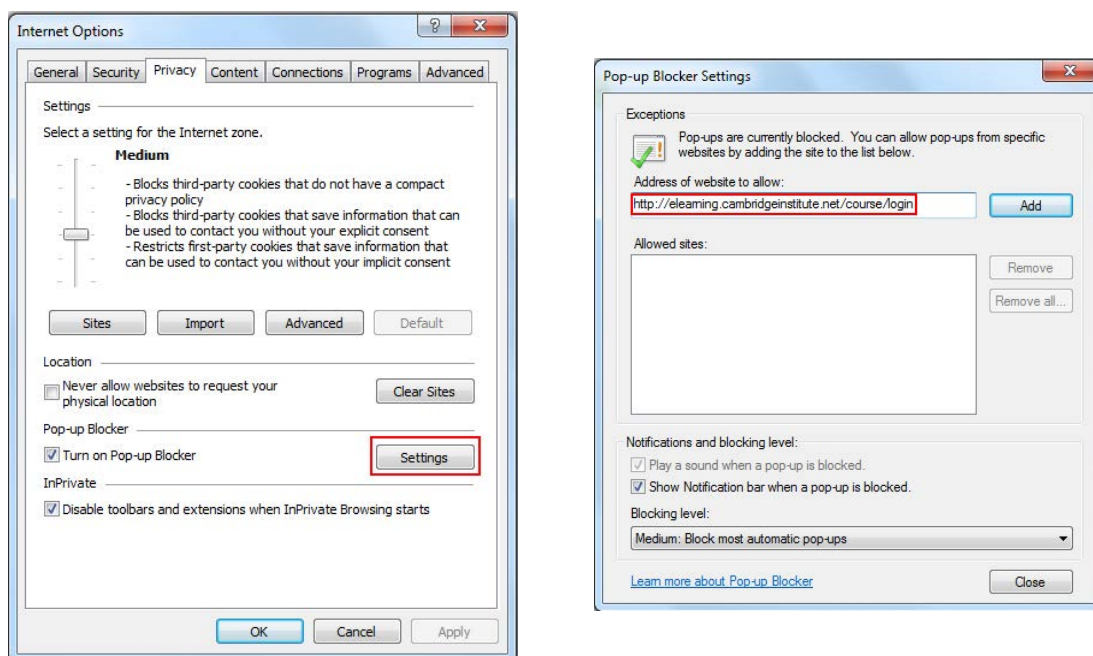 Internet Options
General Security Privacy Content Connections Programs Advanced
Settings
Select a setting for the Internet zone.
Medium
- Blocks third-party cookies that do not have a compact
privacy policy
- Blocks third-party cookies that save information that can
be used to contact you without your explicit consent
- Restricts first-party cookies that save information that
can be used to contact you without your implicit consent
Sites Import Advanced Default
Location
Never allow websites to request your
physical location
Clear Sites
Pop-up Blocker
Turn on Pop-up Blocker
Settings
InPrivate
Disable toolbars and extensions when InPrivate Browsing starts
OK Cancel Apply
Pop-up Blocker Settings
Exceptions
Pop-ups are currently blocked. You can allow pop-ups from specific
websites by adding the site to the list below.
Address of website to allow:
http://elearning.cambridgeinstitute.net/course/login
Add
Allowed sites:
Remove
Remove all...
Notifications and blocking level:
Play a sound when a pop-up is blocked.
Show Notification bar when a pop-up is blocked.
Blocking level:
Medium: Block most automatic pop-ups
Learn more about Pop-up Blocker
Close